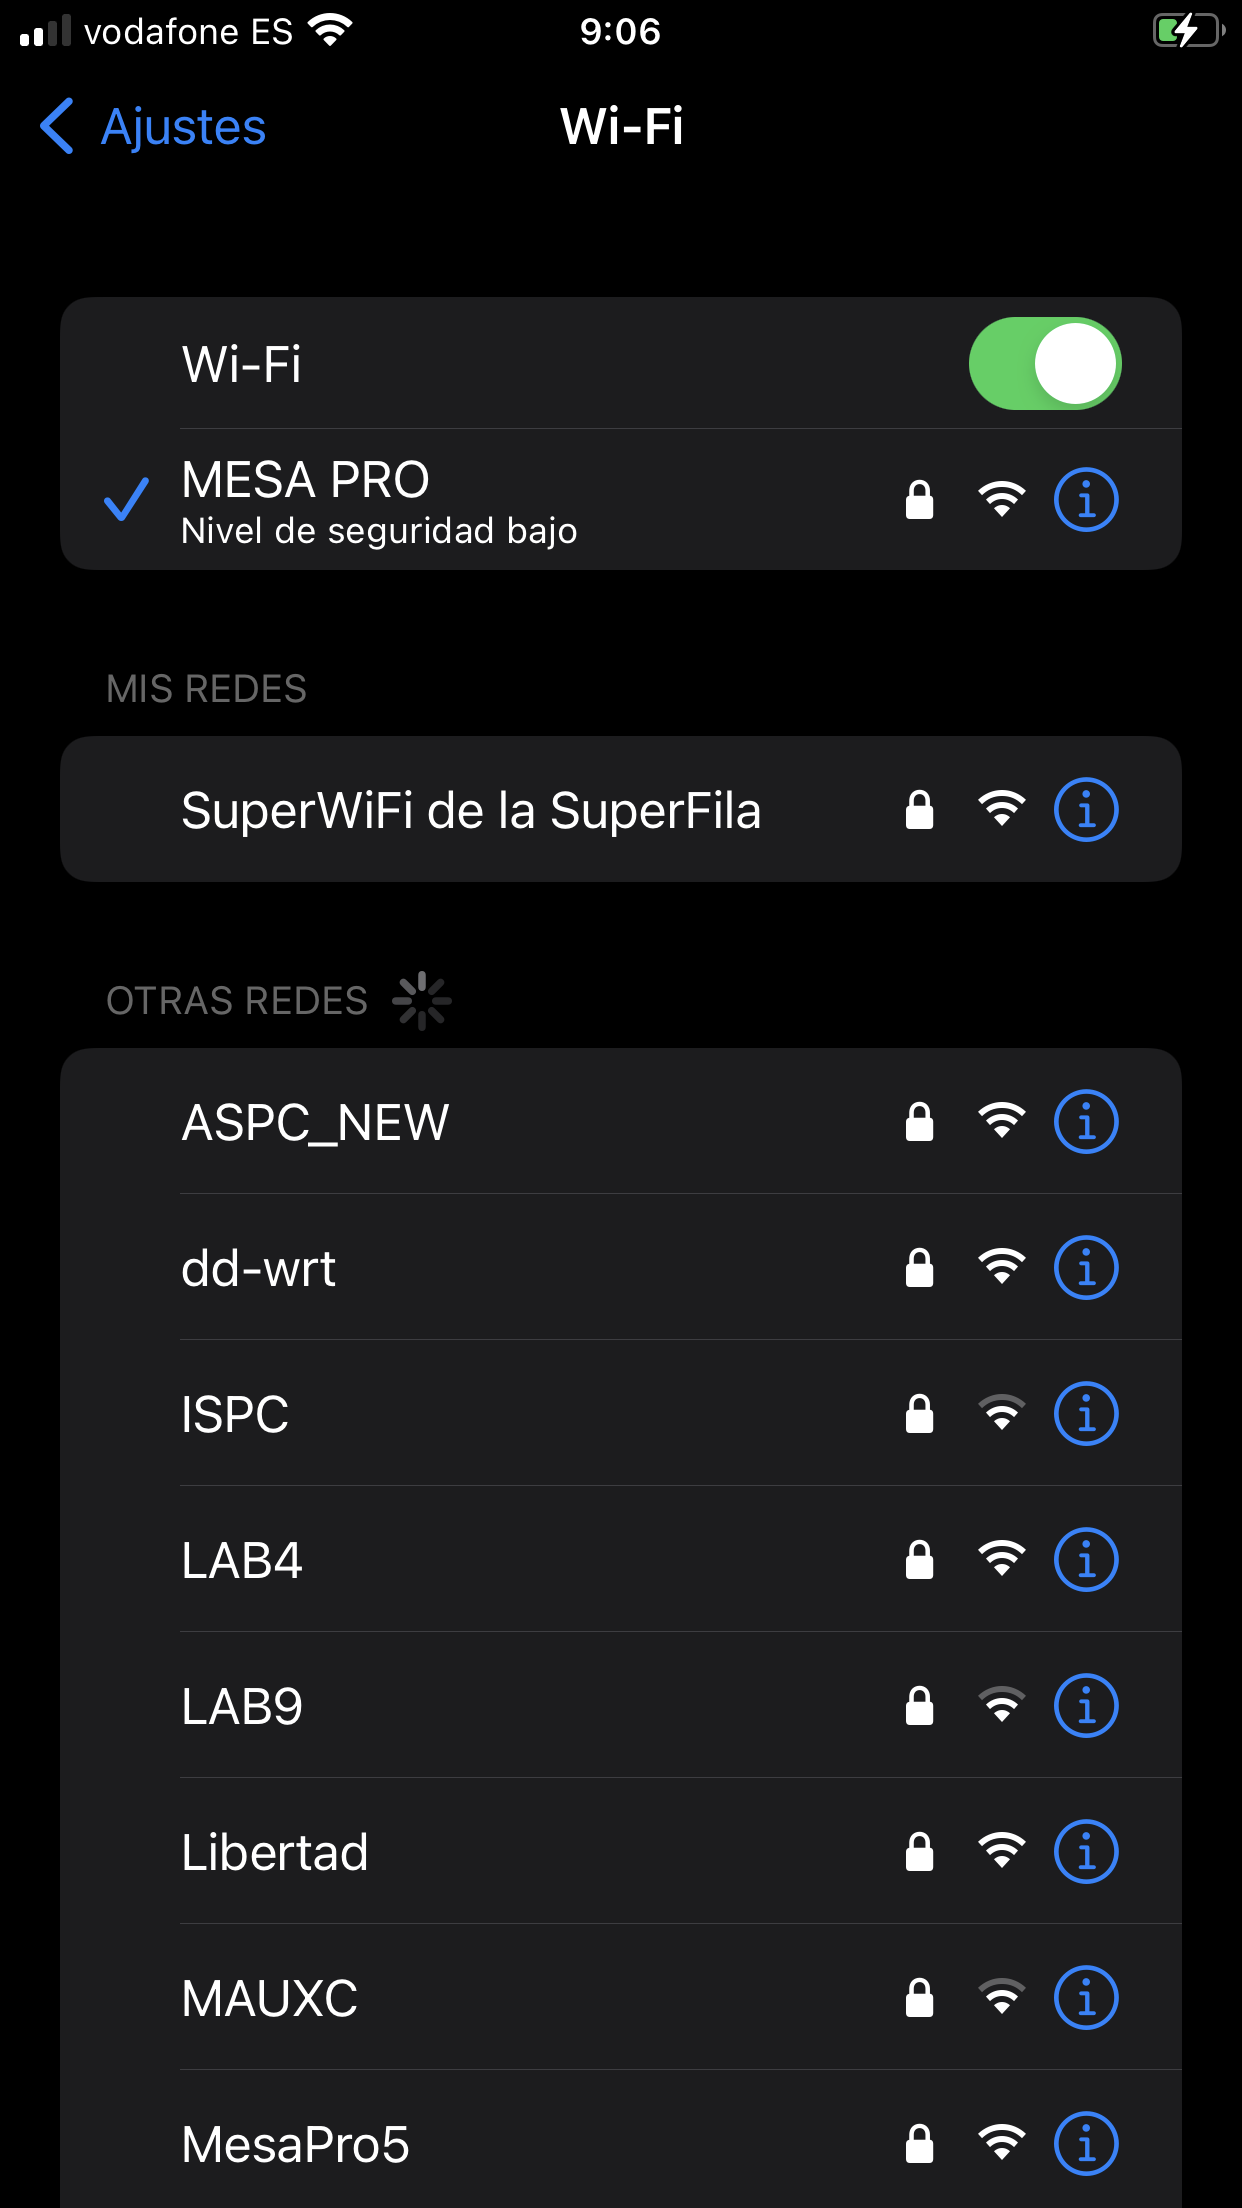 vodafone ES 9:06
Ajustes Wi-Fi
Wi-Fi
MESA PRO
Nivel de seguridad bajo
MIS REDES
SuperWiFi de la SuperFila
OTRAS REDES
ASPC_NEW
dd-wrt
ISPC
LAB4
LAB9
Libertad
MAUXC
MesaPro5